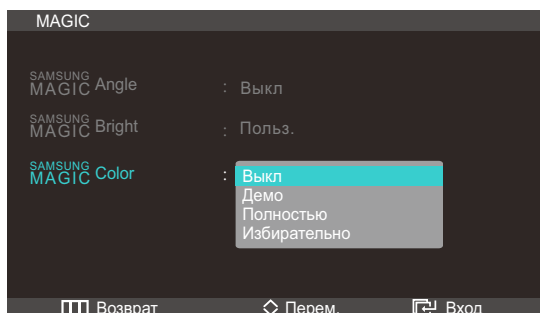 MAGIC
SAMSUNG
MAGIC Angle : Выкл
SAMSUNG
MAGIC Bright : Польз.
SAMSUNG
MAGIC Color : Выкл
Демо
Полностью
Избирательно
Возврат Перем. Вход